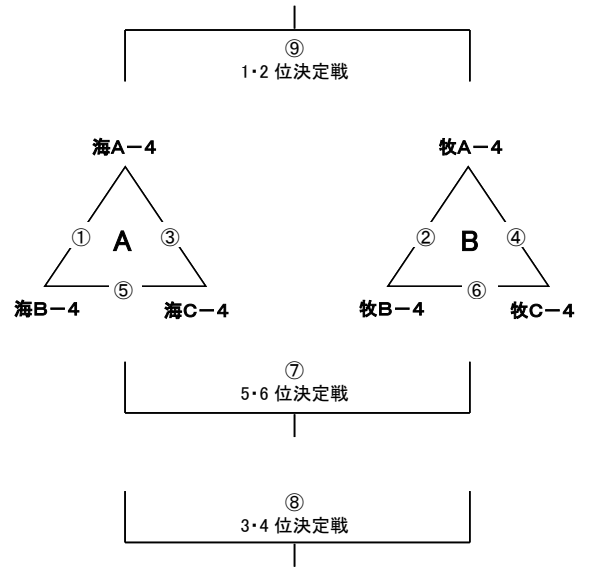 ⑨
1・2 位決定戦
海A－4
牧A－4
①
A
③
②
B
④
⑤
⑥
海B－4
海C－4
牧B－4
牧C－4
⑦
5・6 位決定戦
⑧
3・4 位決定戦